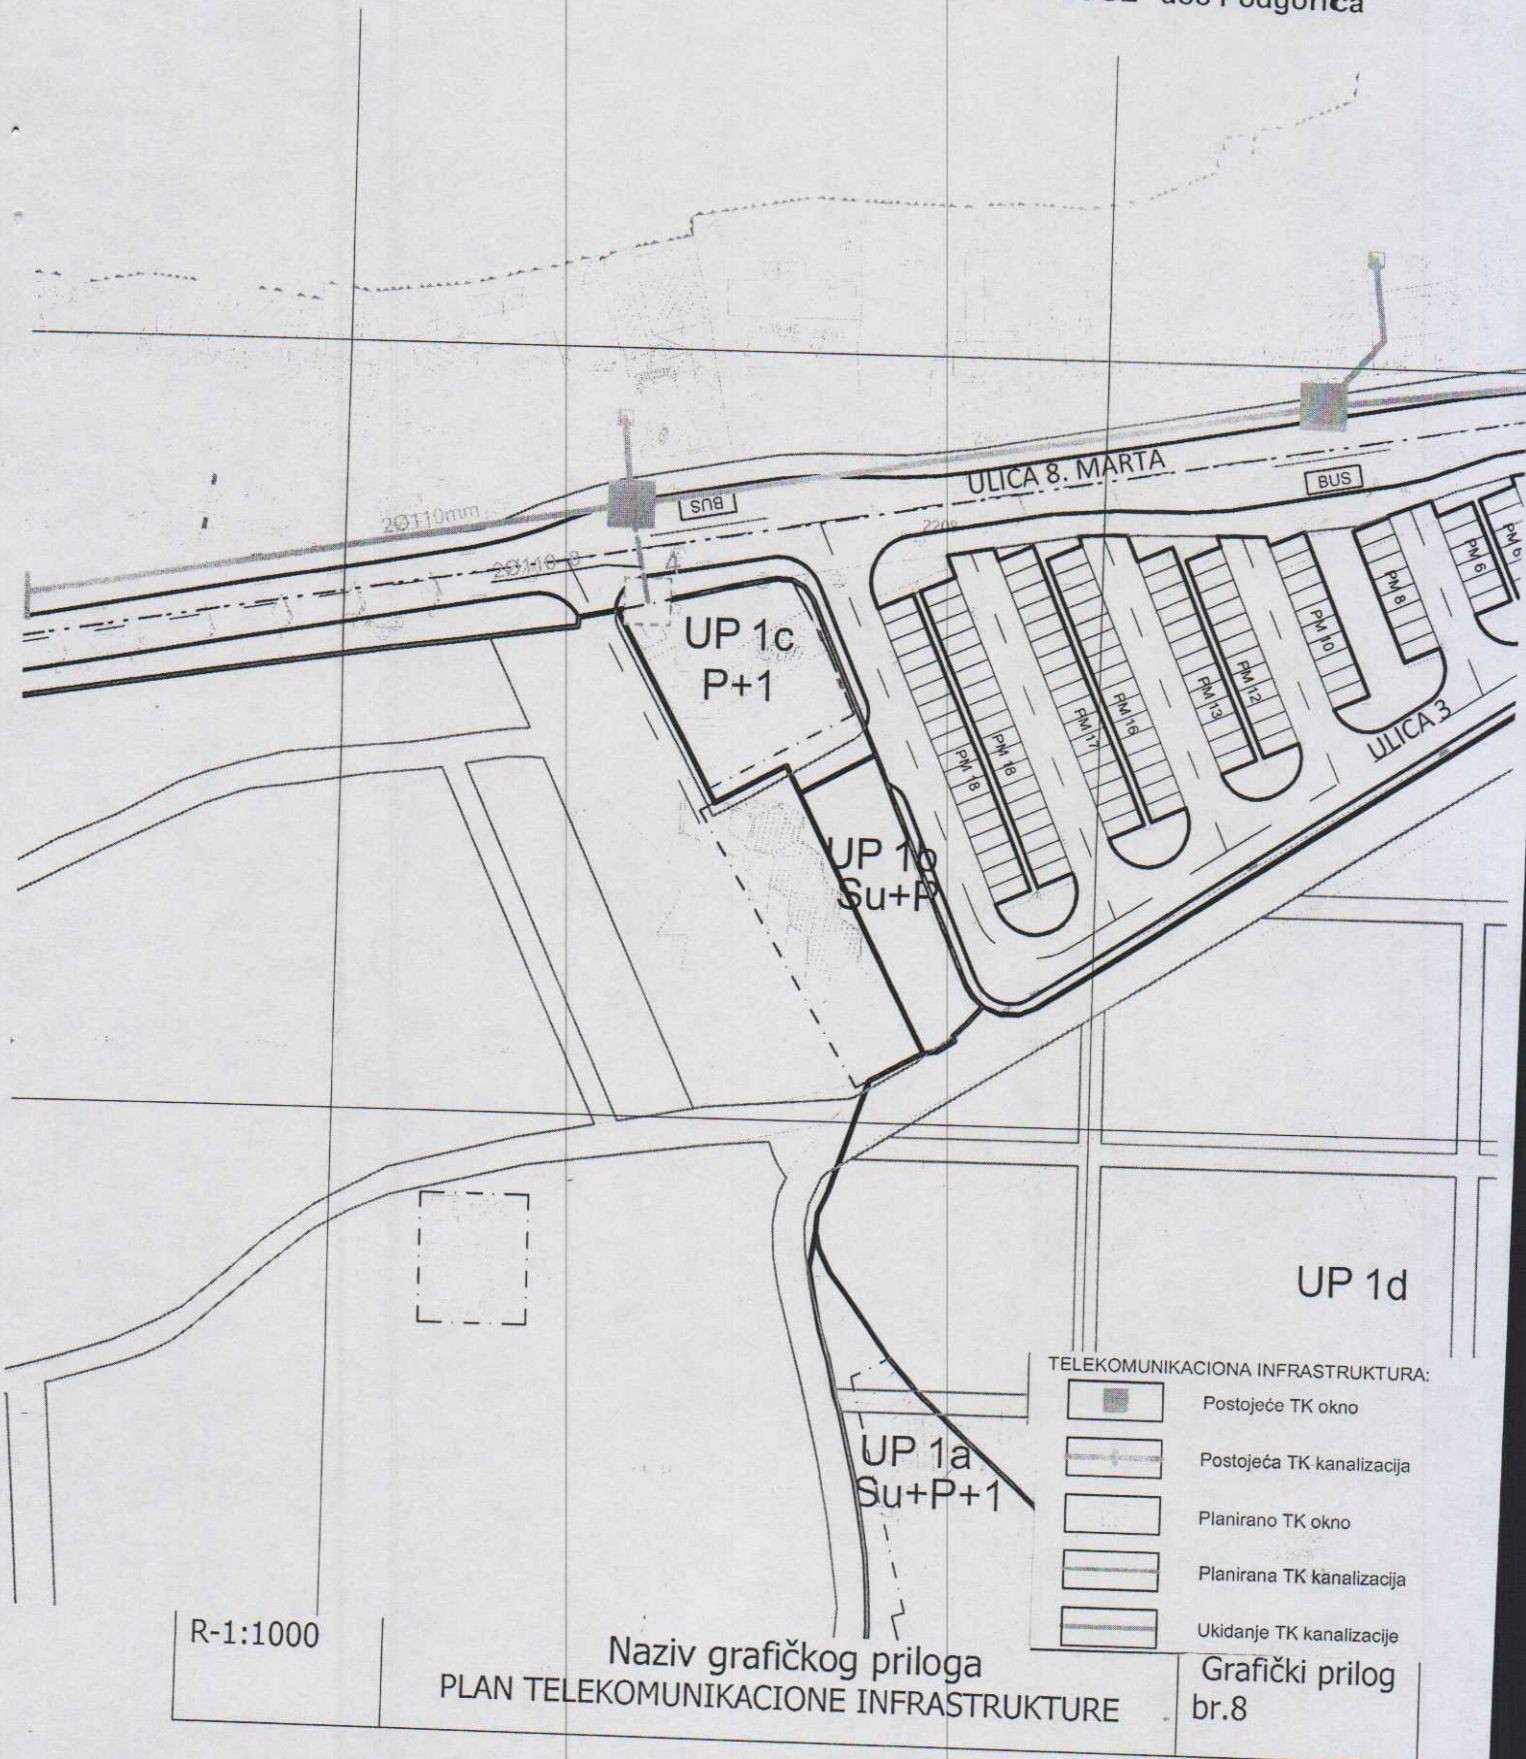 Podgorica
2Ø110mm
BUS
ULICA 8. MARTA
BUS
4
UP 1c
P+1
PM 18
PM 18
PM 17
PM 16
PM 13
PM 12
PM 10
PM 8
PM 6
ULICA 3
UP 1b
Su+P
UP 1d
UP 1a
Su+P+1
TELEKOMUNIKACIONA INFRASTRUKTURA:
Postojeće TK okno
Postojeća TK kanalizacija
Planirano TK okno
Planirana TK kanalizacija
Ukidanje TK kanalizacije
R-1:1000
Naziv grafičkog priloga
PLAN TELEKOMUNIKACIONE INFRASTRUKTURE
Grafički prilog
br.8